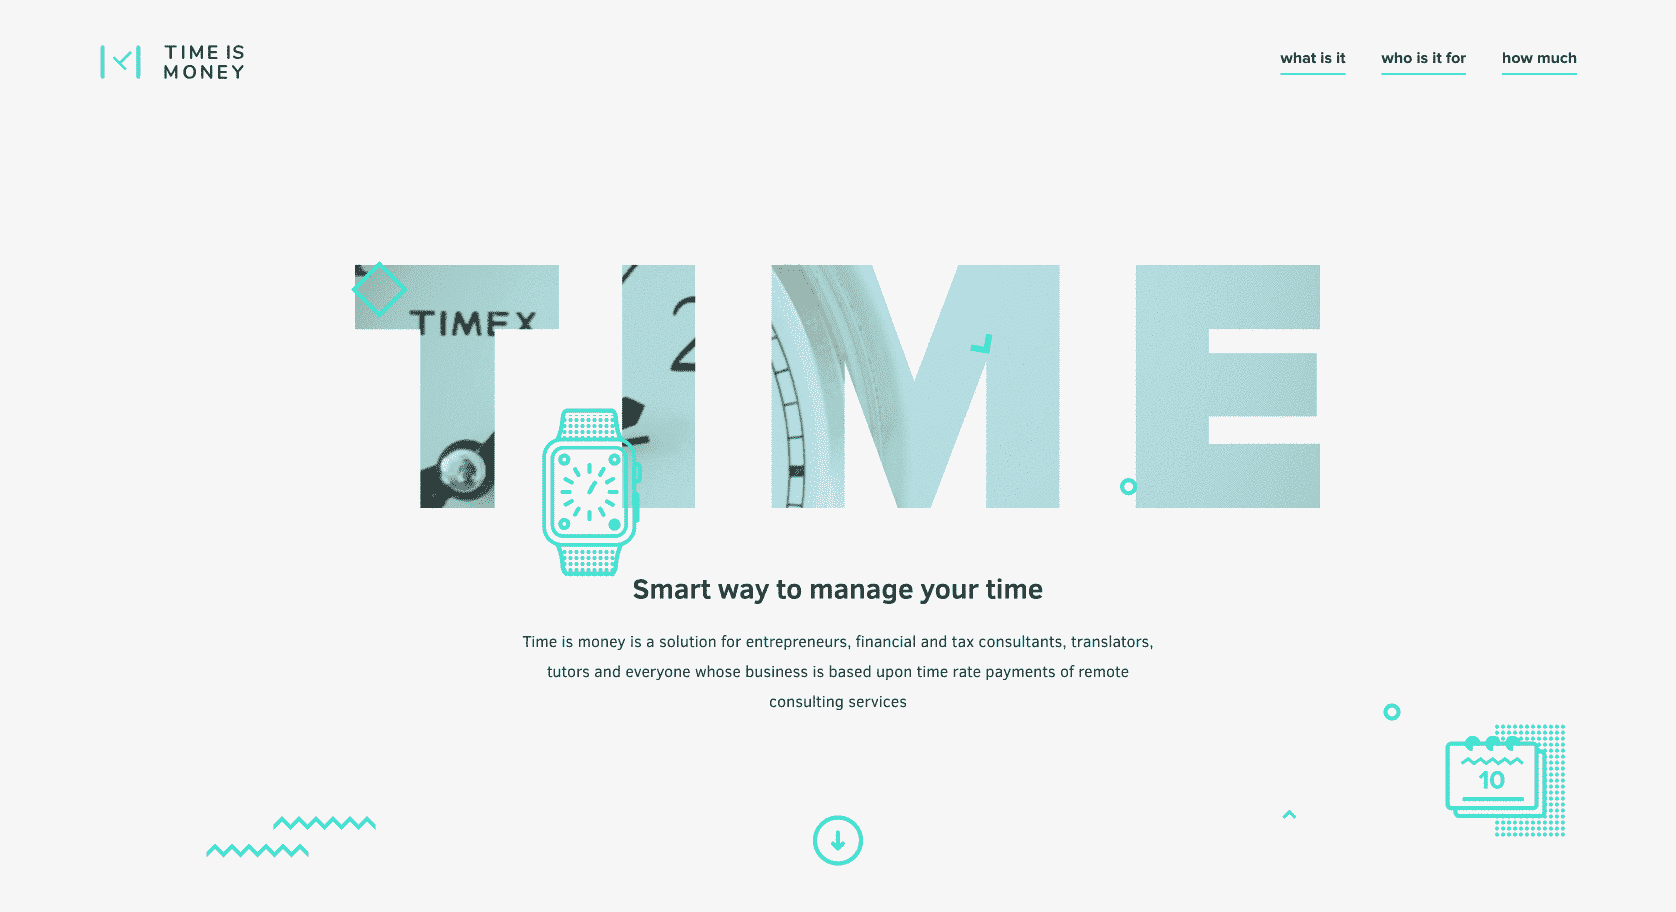 TIME IS
MONEY
what is it
who is it for
how much
TIME
TIMEX
2
Smart way to manage your time
Time is money is a solution for entrepreneurs, financial and tax consultants, translators,
tutors and everyone whose business is based upon time rate payments of remote
consulting services
10